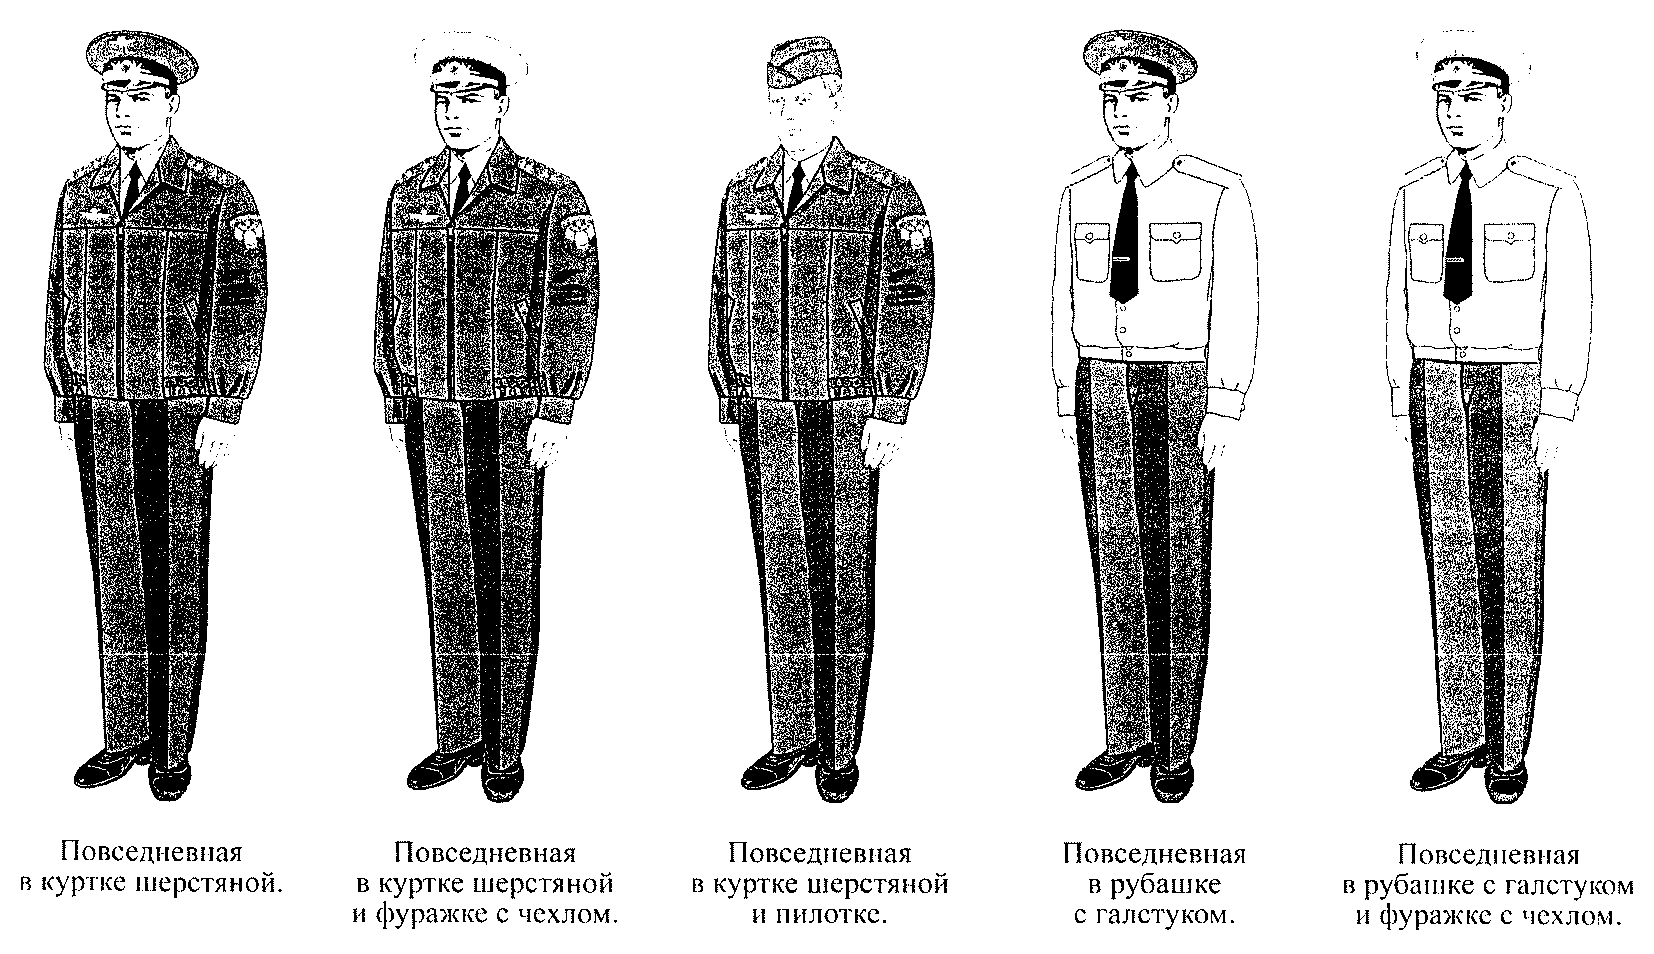 Повседневная
в куртке шерстяной.
Повседневная
в куртке шерстяной
и фуражке с чехлом.
Повседневная
в куртке шерстяной
и пилотке.
Повседневная
в рубашке
с галстуком.
Повседневная
в рубашке с галстуком
и фуражке с чехлом.